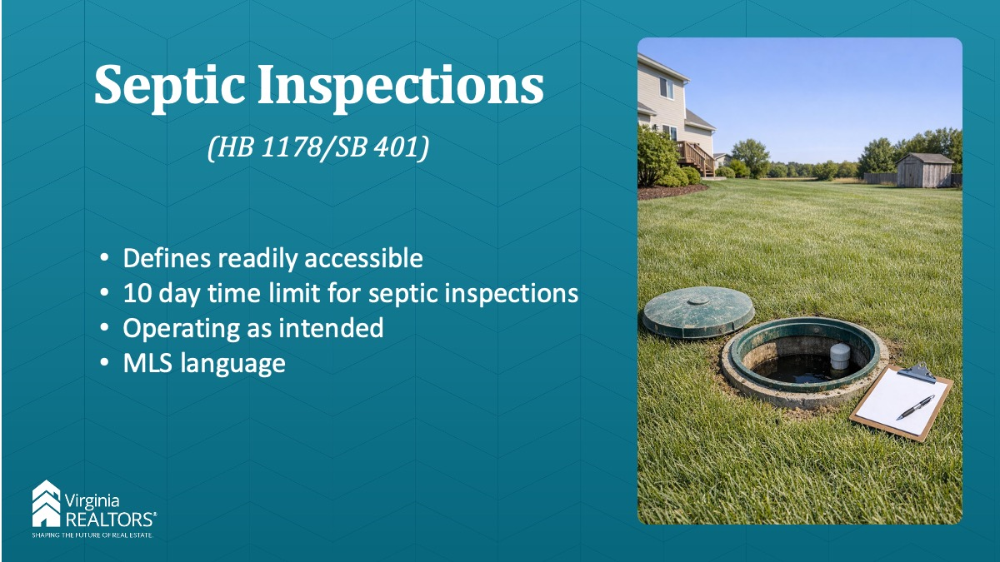 Septic Inspections
(HB 1178/SB 401)
• Defines readily accessible
• 10 day time limit for septic inspections
• Operating as intended
• MLS language
Virginia
REALTORS®
SHAPING THE FUTURE OF REAL ESTATE.